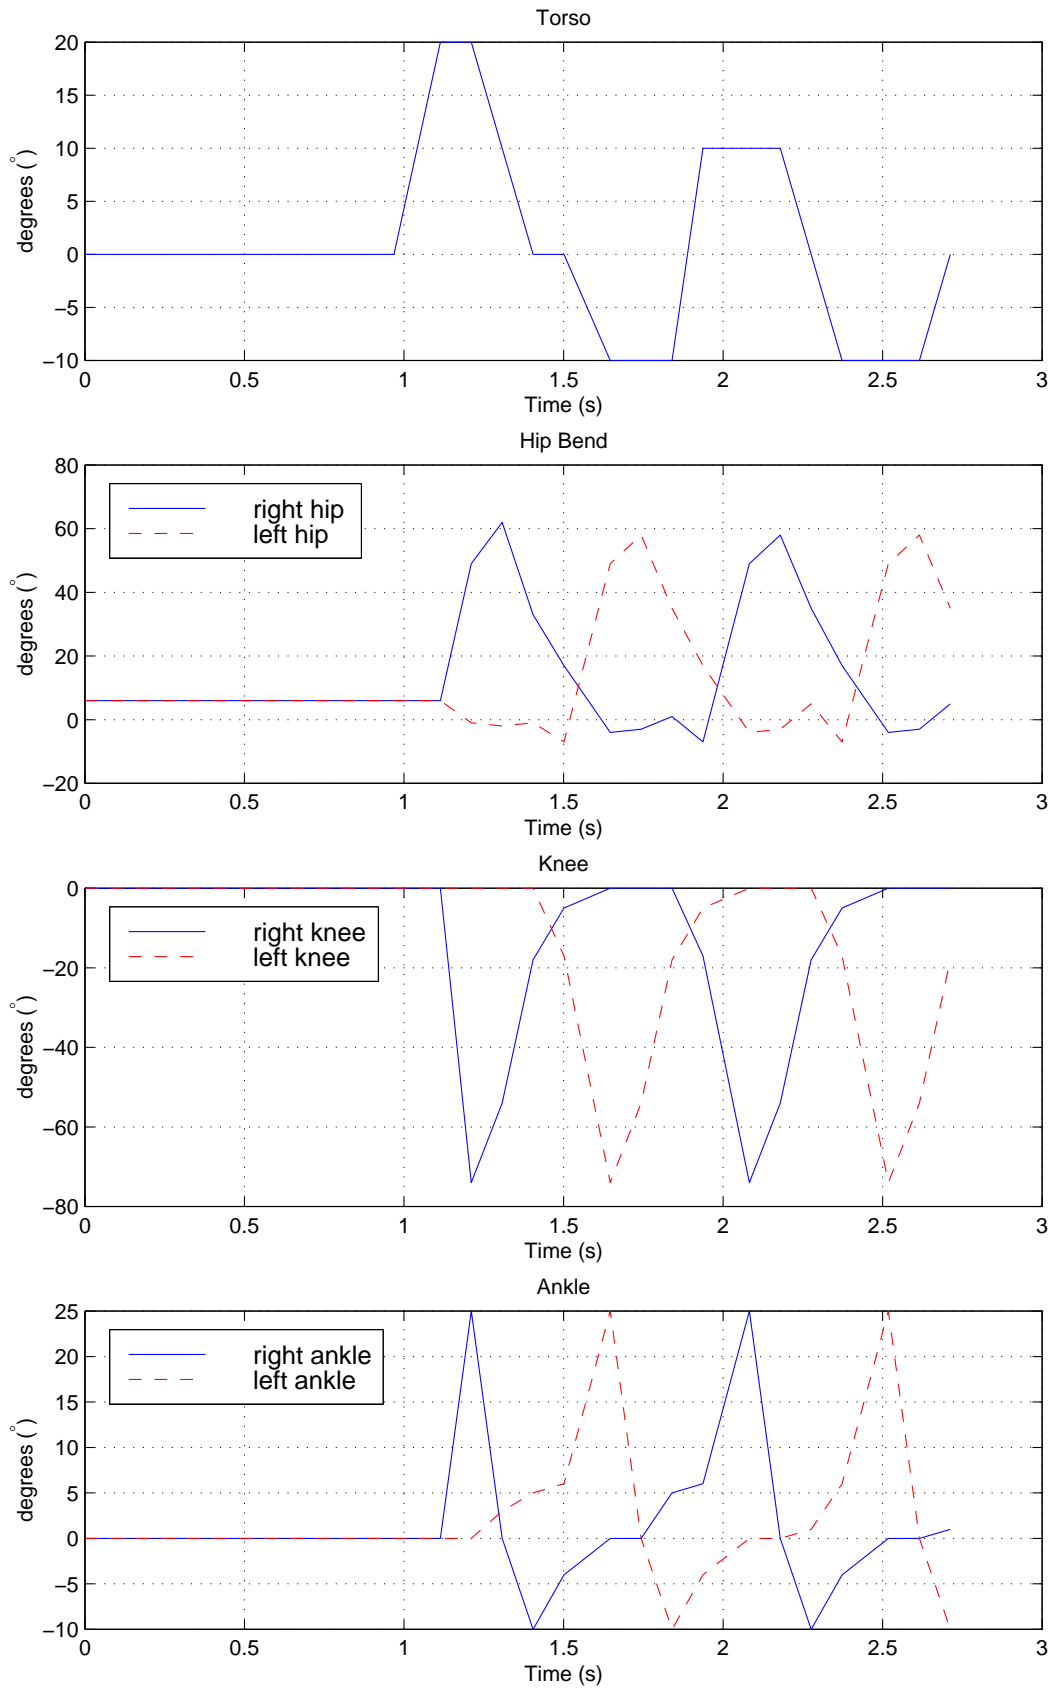 Torso
20
15
10
5
0
−5
−10
degrees (°)
0 0.5 1 1.5 2 2.5 3
Time (s)
Hip Bend
80
60
40
20
0
−20
degrees (°)
right hip
left hip
0 0.5 1 1.5 2 2.5 3
Time (s)
Knee
0
−20
−40
−60
−80
degrees (°)
right knee
left knee
0 0.5 1 1.5 2 2.5 3
Time (s)
Ankle
25
20
15
10
5
0
−5
−10
degrees (°)
right ankle
left ankle
0 0.5 1 1.5 2 2.5 3
Time (s)